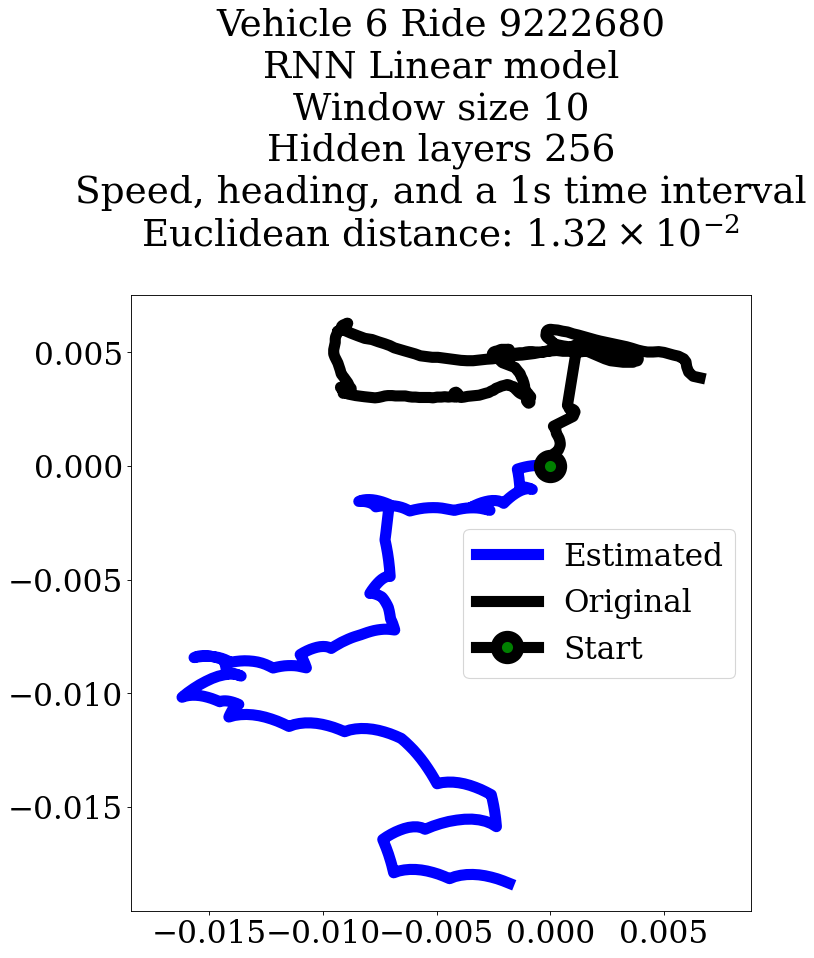 Vehicle 6 Ride 9222680
RNN Linear model
Window size 10
Hidden layers 256
Speed, heading, and a 1s time interval
Euclidean distance: 1.32 × 10⁻²
0.005
0.000
−0.005
−0.010
−0.015
Estimated
Original
Start
−0.015 −0.010 −0.005 0.000 0.005